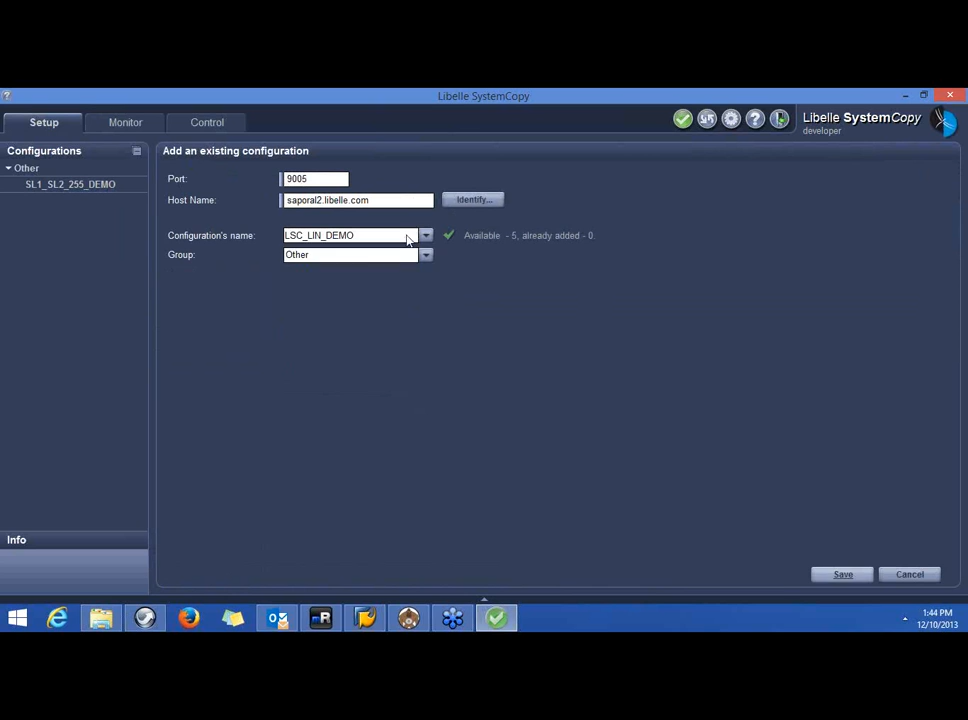 Libelle SystemCopy
Setup
Monitor
Control
Libelle SystemCopy
developer
Configurations
Other
SL1_SL2_255_DEMO
Add an existing configuration
Port:
9005
Host Name:
saporal2.libelle.com
Identify...
Configuration's name:
LSC_LIN_DEMO
Available - 5, already added - 0.
Group:
Other
Info
Save
Cancel
1:44 PM
12/10/2013